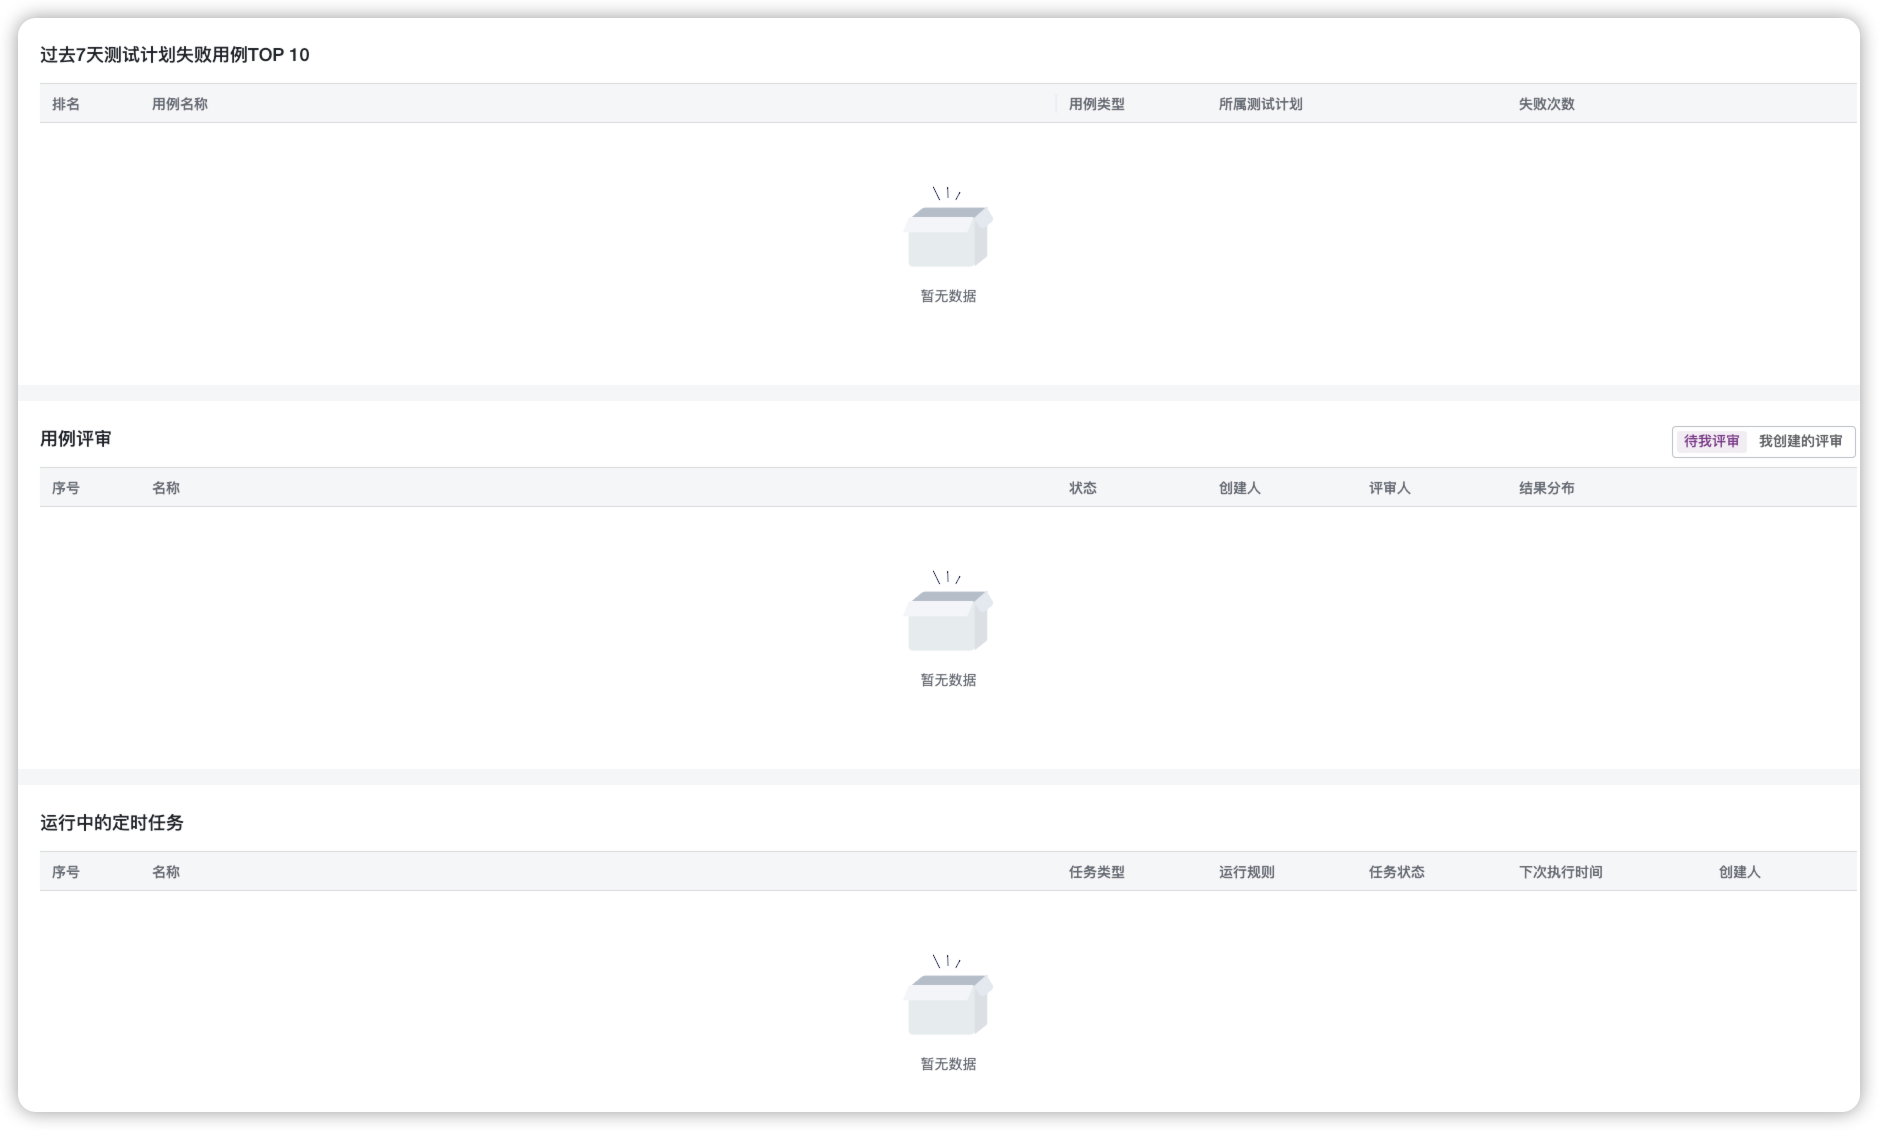 过去7天测试计划失败用例TOP 10
排名 用例名称 用例类型 所属测试计划 失败次数
暂无数据
用例评审 待我评审 我创建的评审
序号 名称 状态 创建人 评审人 结果分布
暂无数据
运行中的定时任务
序号 名称 任务类型 运行规则 任务状态 下次执行时间 创建人
暂无数据